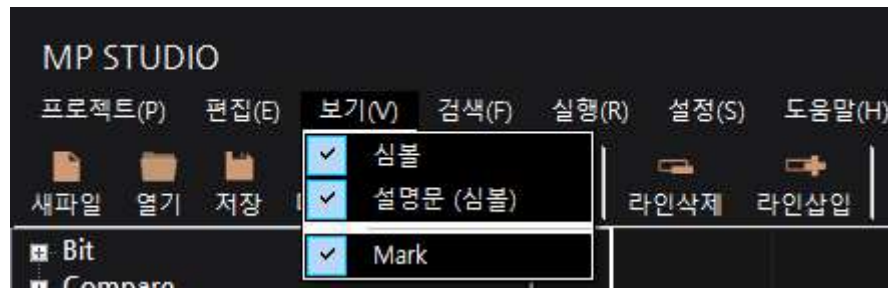 MP STUDIO
프로젝트(P) 편집(E) 보기(V) 검색(F) 실행(R) 설정(S) 도움말(H)
심볼
설명문 (심볼)
Mark
새파일 열기 저장 라인삭제 라인삽입
Bit
Compare